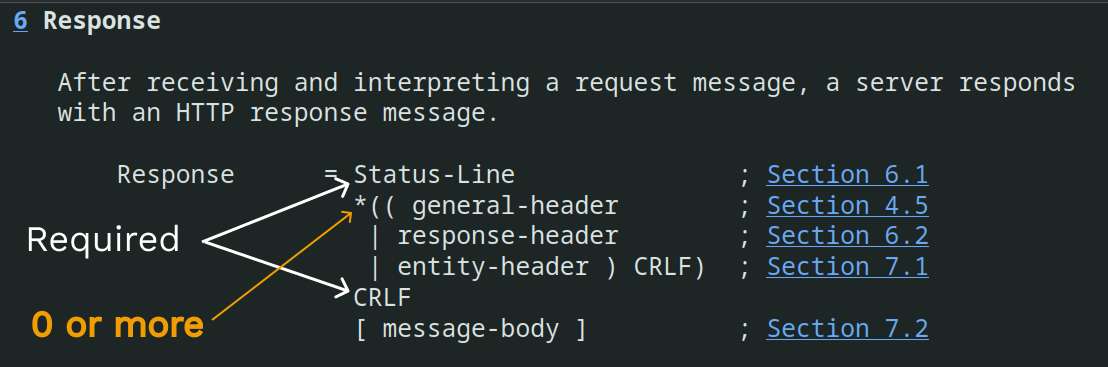 6 Response
After receiving and interpreting a request message, a server responds
with an HTTP response message.
Response = Status-Line ; Section 6.1
*(( general-header ; Section 4.5
| response-header ; Section 6.2
Required
| entity-header ) CRLF) ; Section 7.1
CRLF
0 or more
[ message-body ] ; Section 7.2